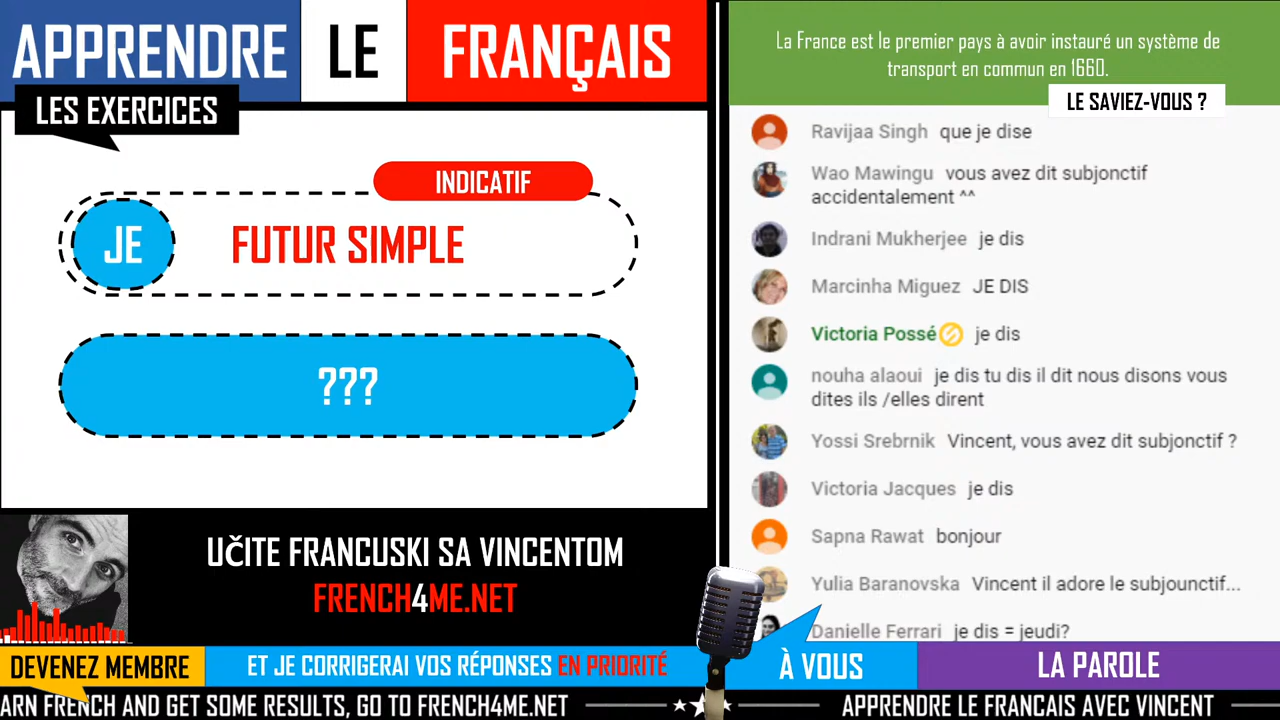 APPRENDRE LE FRANÇAIS
LES EXERCICES
INDICATIF
JE
FUTUR SIMPLE
???
UČITE FRANCUSKI SA VINCENTOM
FRENCH4ME.NET
La France est le premier pays à avoir instauré un système de
transport en commun en 1660.
LE SAVIEZ-VOUS ?
Ravijaa Singh que je dise
Wao Mawingu vous avez dit subjonctif
accidentalement ^^
Indrani Mukherjee je dis
Marcinha Miguez JE DIS
Victoria Possé je dis
nouha alaoui je dis tu dis il dit nous disons vous
dites ils /elles dirent
Yossi Srebrnik Vincent, vous avez dit subjonctif ?
Victoria Jacques je dis
Sapna Rawat bonjour
Yulia Baranovska Vincent il adore le subjounctif...
Danielle Ferrari je dis = jeudi?
DEVENEZ MEMBRE
ET JE CORRIGERAI VOS RÉPONSES EN PRIORITÉ
À VOUS
LA PAROLE
ARN FRENCH AND GET SOME RESULTS, GO TO FRENCH4ME.NET
APPRENDRE LE FRANCAIS AVEC VINCENT